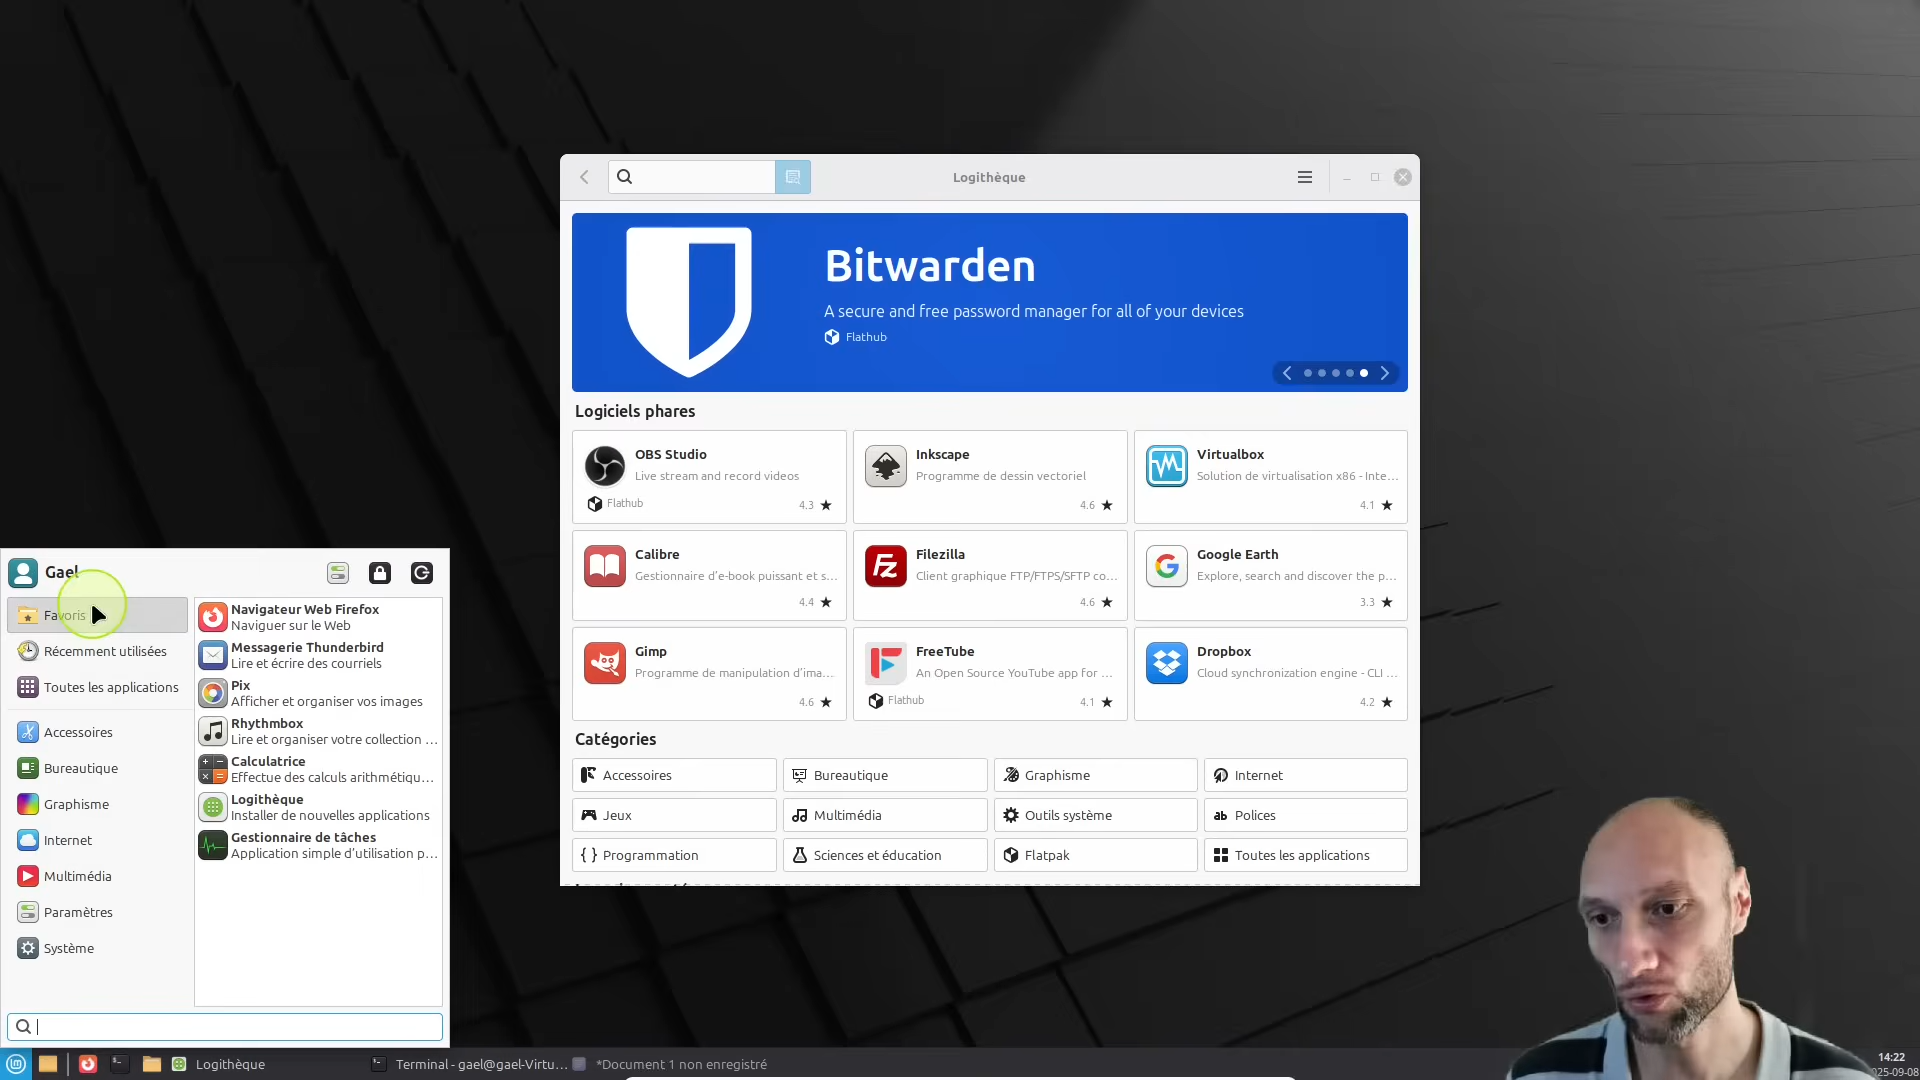 Logithèque
Bitwarden
A secure and free password manager for all of your devices
Flathub
Logiciels phares
OBS Studio
Live stream and record videos
Flathub
4.3 ★
Inkscape
Programme de dessin vectoriel
4.6 ★
Virtualbox
Solution de virtualisation x86 - Inte...
4.1 ★
Calibre
Gestionnaire d'e-book puissant et s...
4.4 ★
Filezilla
Client graphique FTP/FTPS/SFTP co...
4.6 ★
Google Earth
Explore, search and discover the p...
3.3 ★
Gimp
Programme de manipulation d'ima...
4.6 ★
FreeTube
An Open Source YouTube app for ...
Flathub
4.1 ★
Dropbox
Cloud synchronization engine - CLI ...
4.2 ★
Catégories
Accessoires
Bureautique
Graphisme
Internet
Jeux
Multimédia
Outils système
ab Polices
{ } Programmation
Sciences et éducation
Flatpak
Toutes les applications
Gael
Favoris
Récemment utilisées
Toutes les applications
Accessoires
Bureautique
Graphisme
Internet
Multimédia
Paramètres
Système
Navigateur Web Firefox
Naviguer sur le Web
Messagerie Thunderbird
Lire et écrire des courriels
Pix
Afficher et organiser vos images
Rhythmbox
Lire et organiser votre collection ...
Calculatrice
Effectue des calculs arithmétiqu...
Logithèque
Installer de nouvelles applications
Gestionnaire de tâches
Application simple d'utilisation p...
Logithèque
Terminal - gael@gael-Virtu...
*Document 1 non enregistré
14:22
025-09-08